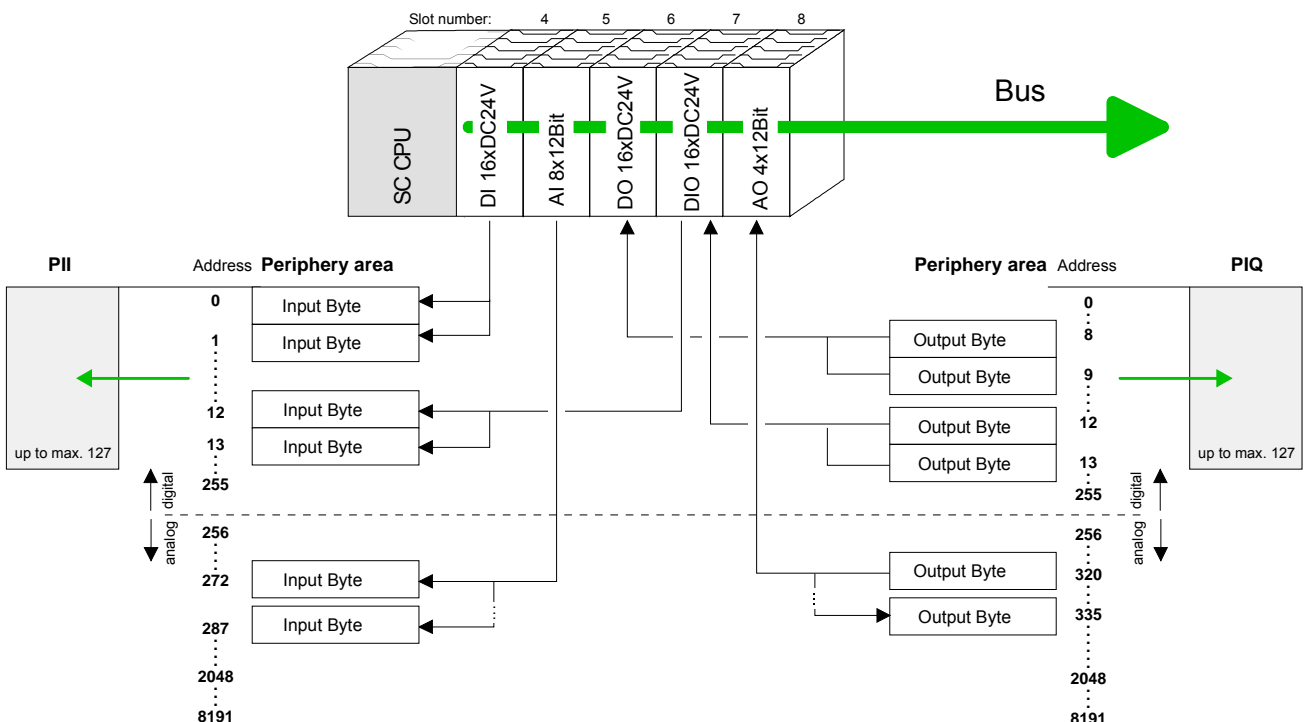 Slot number: 4 5 6 7 8
SC CPU
DI 16xDC24V
AI 8x12Bit
DO 16xDC24V
DIO 16xDC24V
AO 4x12Bit
Bus
PII
Address Periphery area
0 Input Byte
1 Input Byte
12 Input Byte
13 Input Byte
255
up to max. 127
digital
analog
256
272 Input Byte
287 Input Byte
2048
8191
Periphery area Address
PIQ
0
Output Byte 8
Output Byte 9
Output Byte 12
Output Byte 13
255
up to max. 127
digital
analog
256
Output Byte 320
Output Byte 335
2048
8191